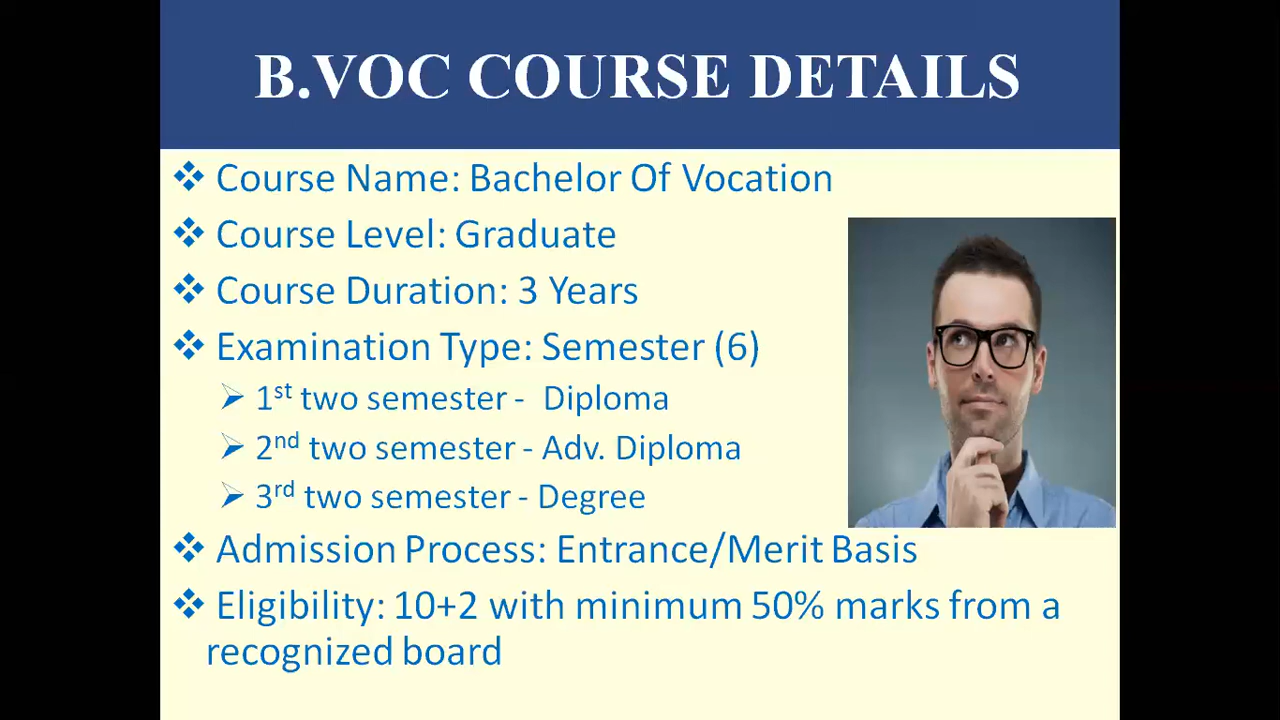 B.VOC COURSE DETAILS
❖ Course Name: Bachelor Of Vocation
❖ Course Level: Graduate
❖ Course Duration: 3 Years
❖ Examination Type: Semester (6)
➢ 1st two semester - Diploma
➢ 2nd two semester - Adv. Diploma
➢ 3rd two semester - Degree
❖ Admission Process: Entrance/Merit Basis
❖ Eligibility: 10+2 with minimum 50% marks from a
recognized board